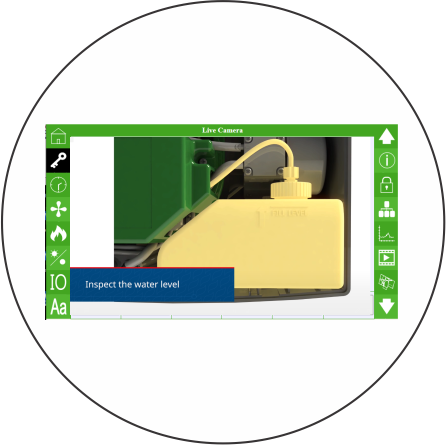 Live Camera
Inspect the water level
IO
Aa